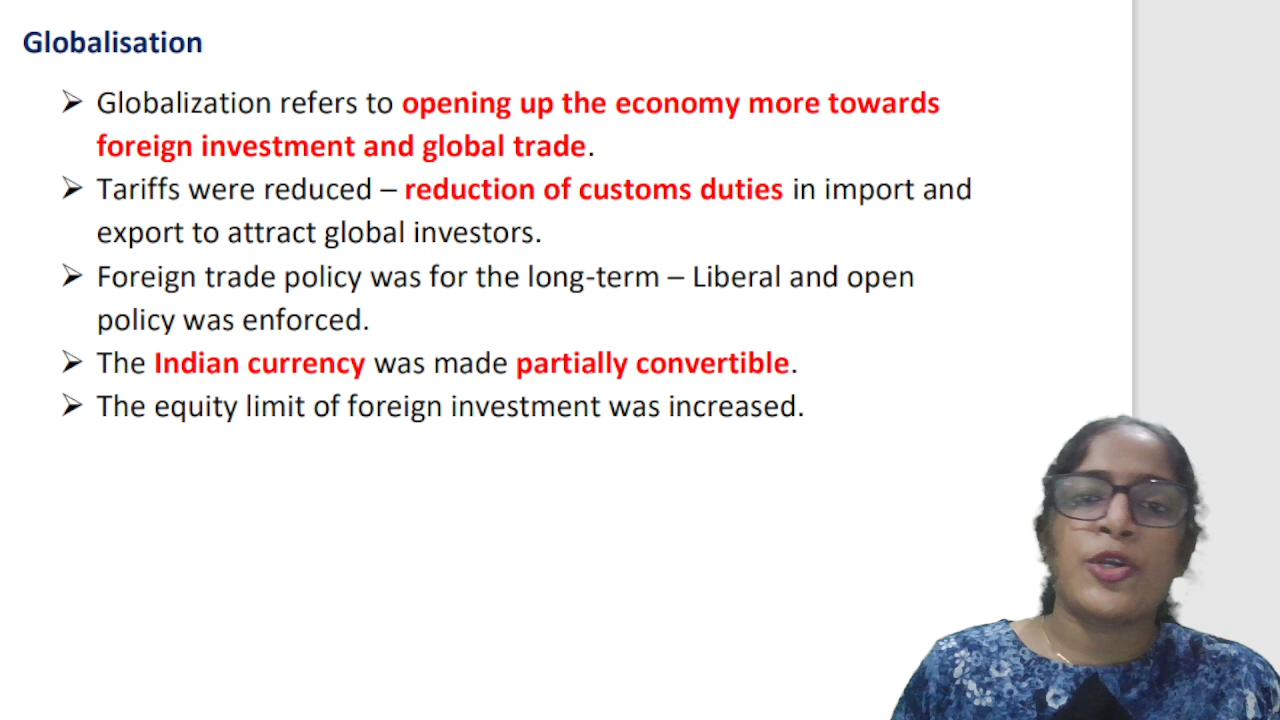 Globalisation
➢ Globalization refers to opening up the economy more towards
foreign investment and global trade.
➢ Tariffs were reduced – reduction of customs duties in import and
export to attract global investors.
➢ Foreign trade policy was for the long-term – Liberal and open
policy was enforced.
➢ The Indian currency was made partially convertible.
➢ The equity limit of foreign investment was increased.